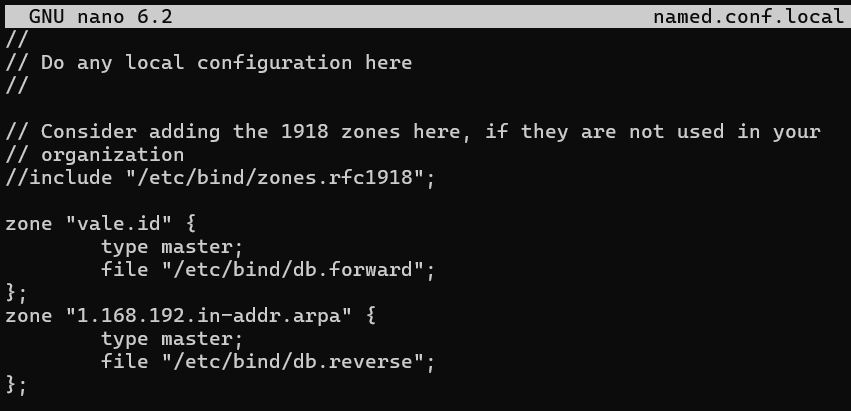 GNU nano 6.2 named.conf.local
//
// Do any local configuration here
//
// Consider adding the 1918 zones here, if they are not used in your
// organization
//include "/etc/bind/zones.rfc1918";
zone "vale.id" {
        type master;
        file "/etc/bind/db.forward";
};
zone "1.168.192.in-addr.arpa" {
        type master;
        file "/etc/bind/db.reverse";
};